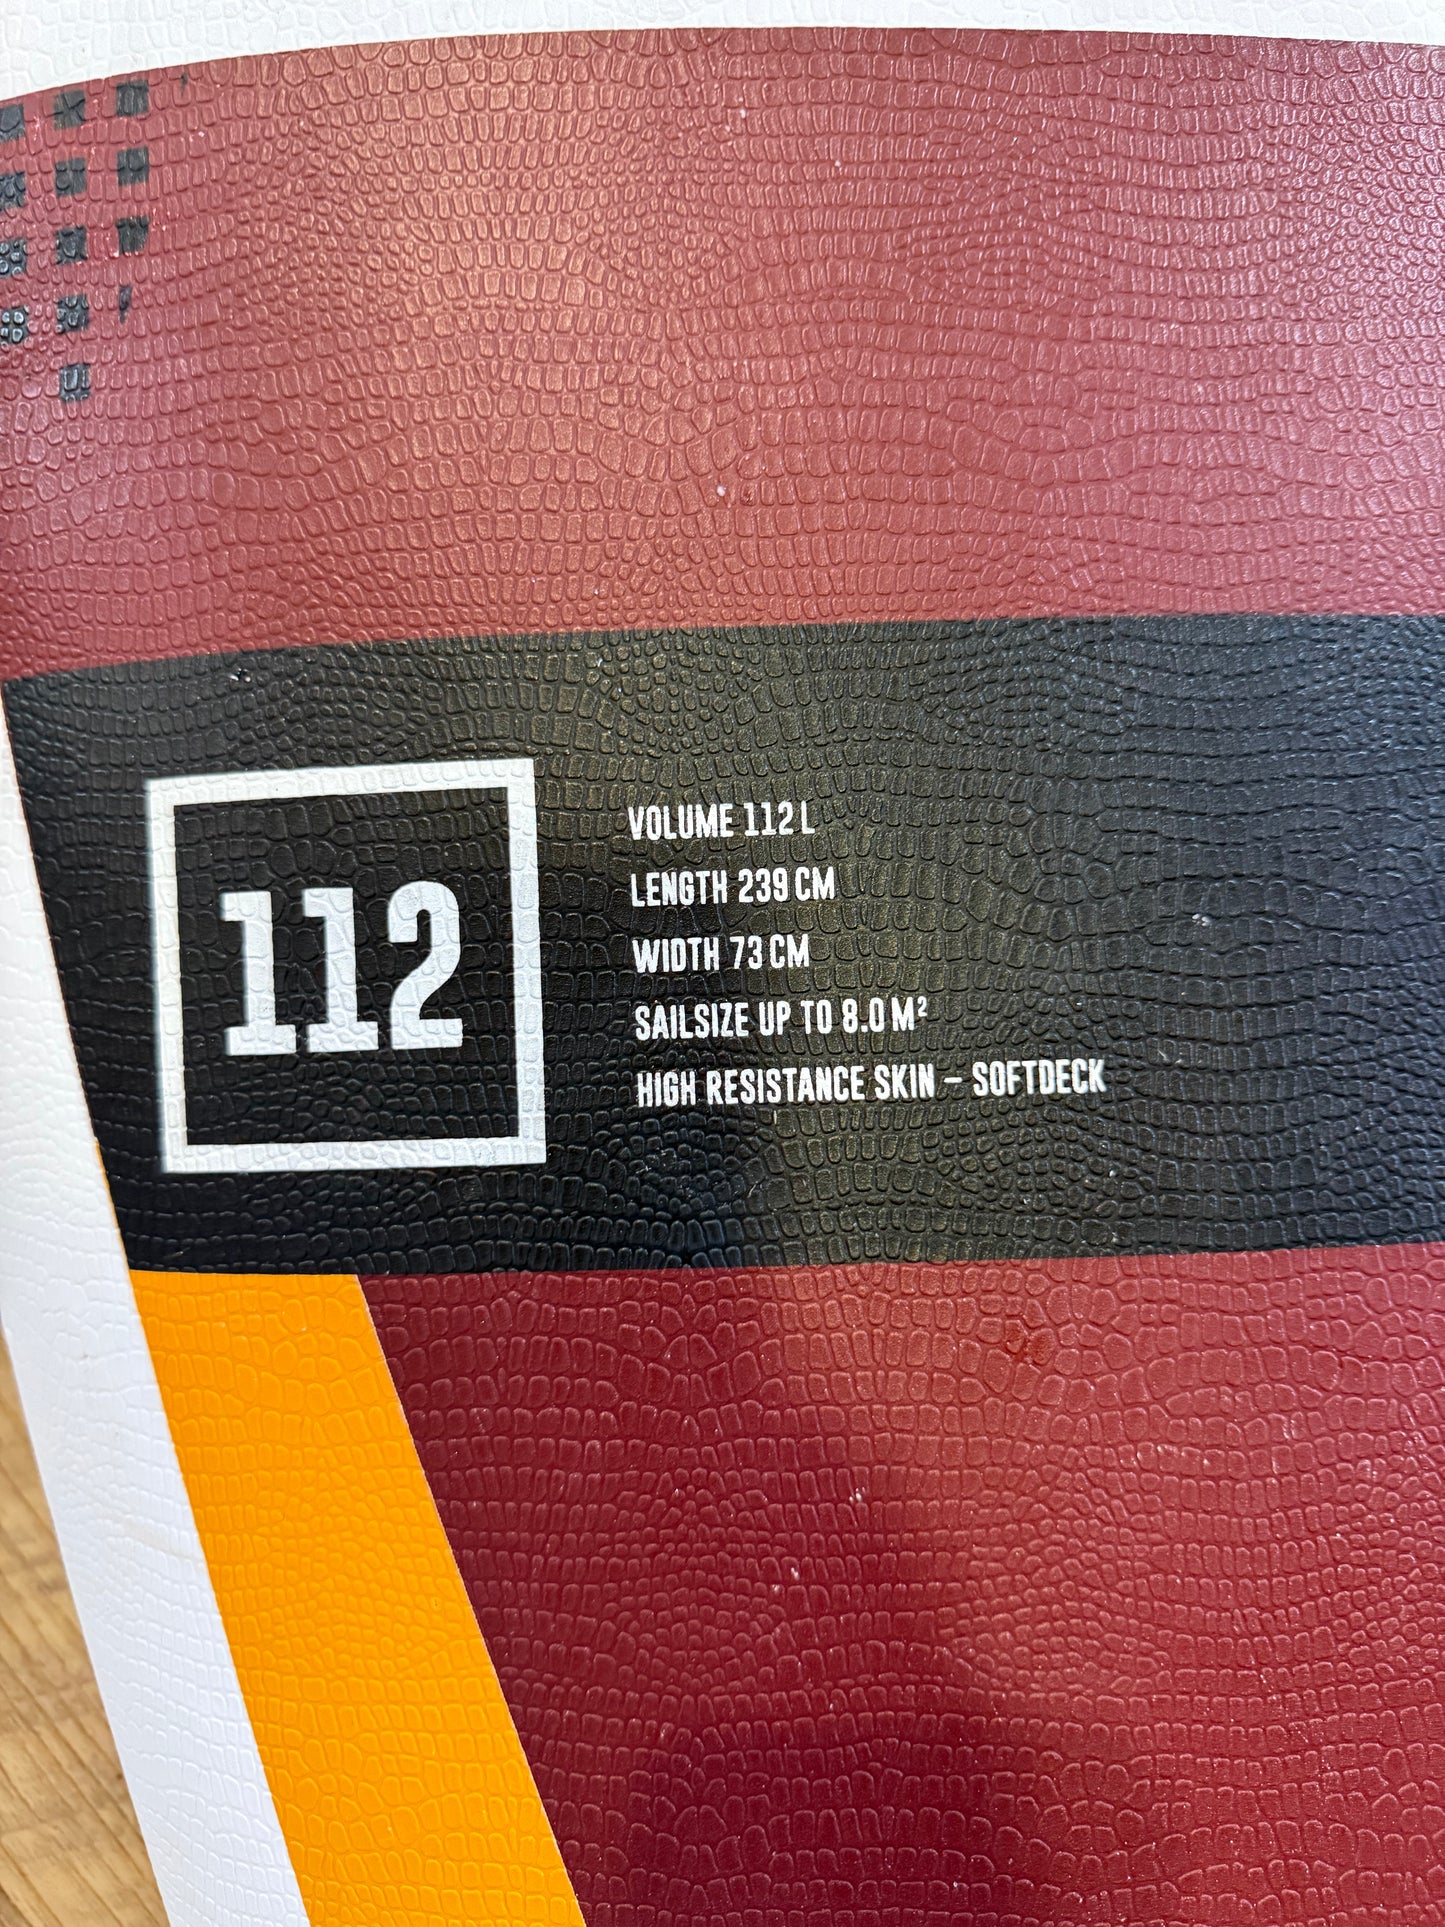 112
VOLUME 112 L
LENGTH 239 CM
WIDTH 73 CM
SAILSIZE UP TO 8.0 M²
HIGH RESISTANCE SKIN – SOFTDECK